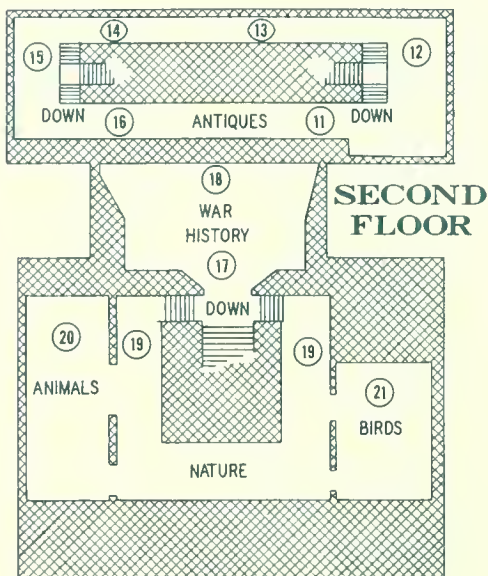 14
13
15
12
DOWN
16
ANTIQUES
11
DOWN
18
WAR
HISTORY
SECOND
FLOOR
17
DOWN
20
19
19
ANIMALS
21
BIRDS
NATURE